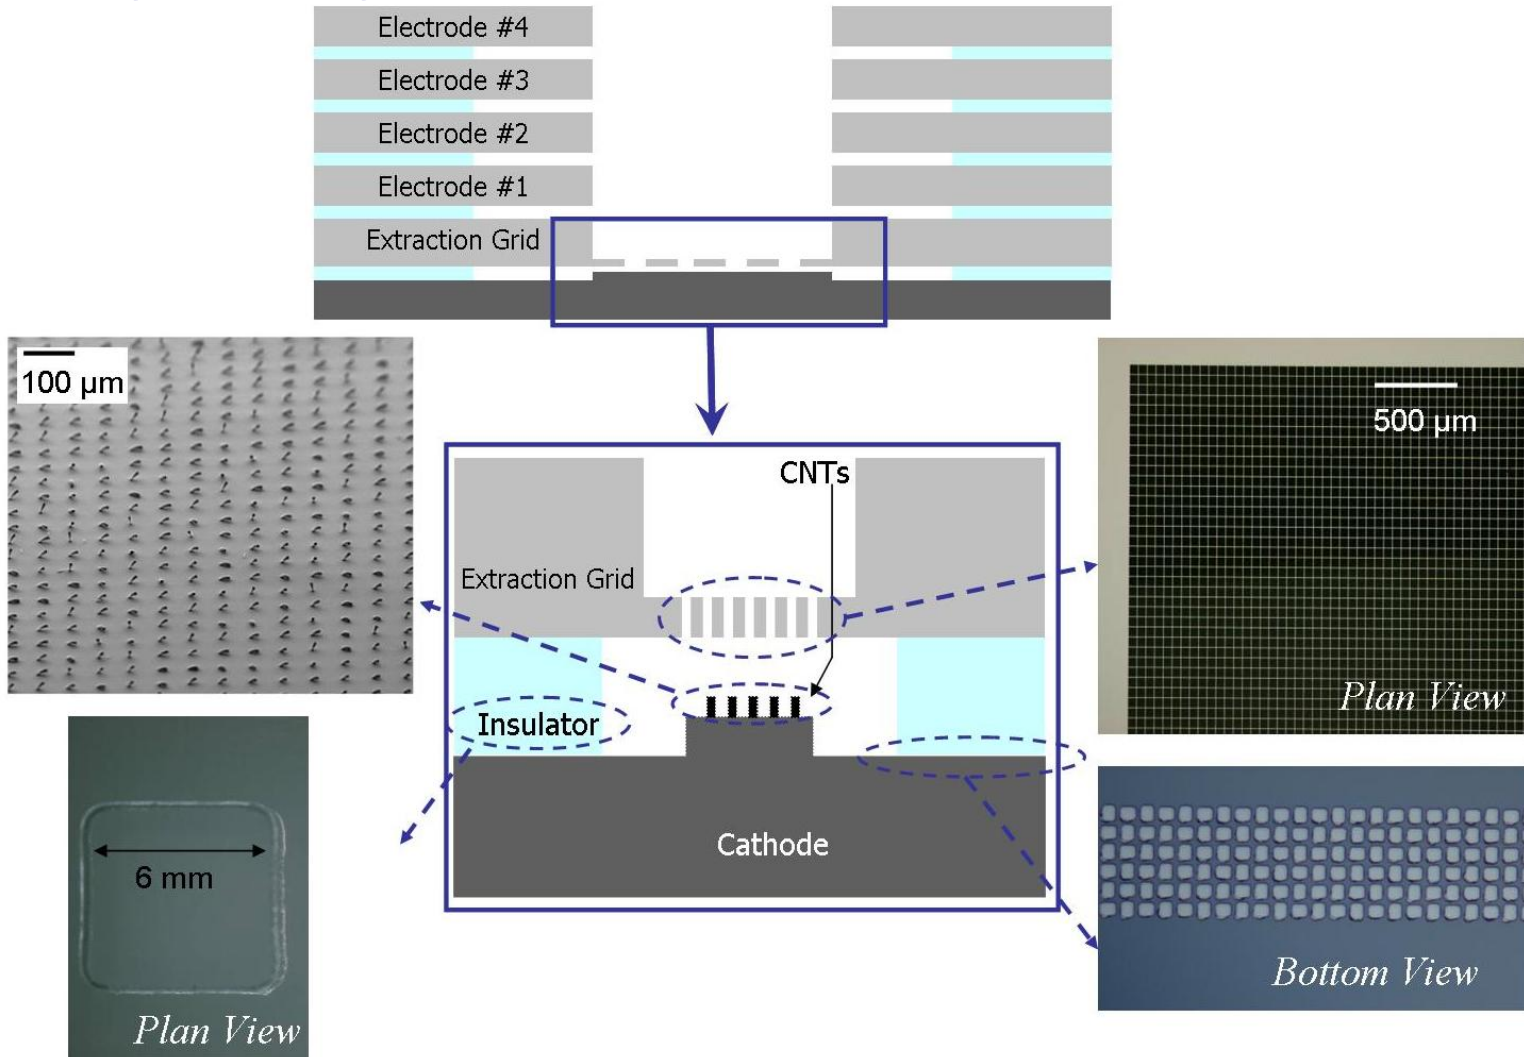 Electrode #4
Electrode #3
Electrode #2
Electrode #1
Extraction Grid
100 μm
500 μm
CNTs
Extraction Grid
Plan View
Insulator
Cathode
6 mm
Bottom View
Plan View